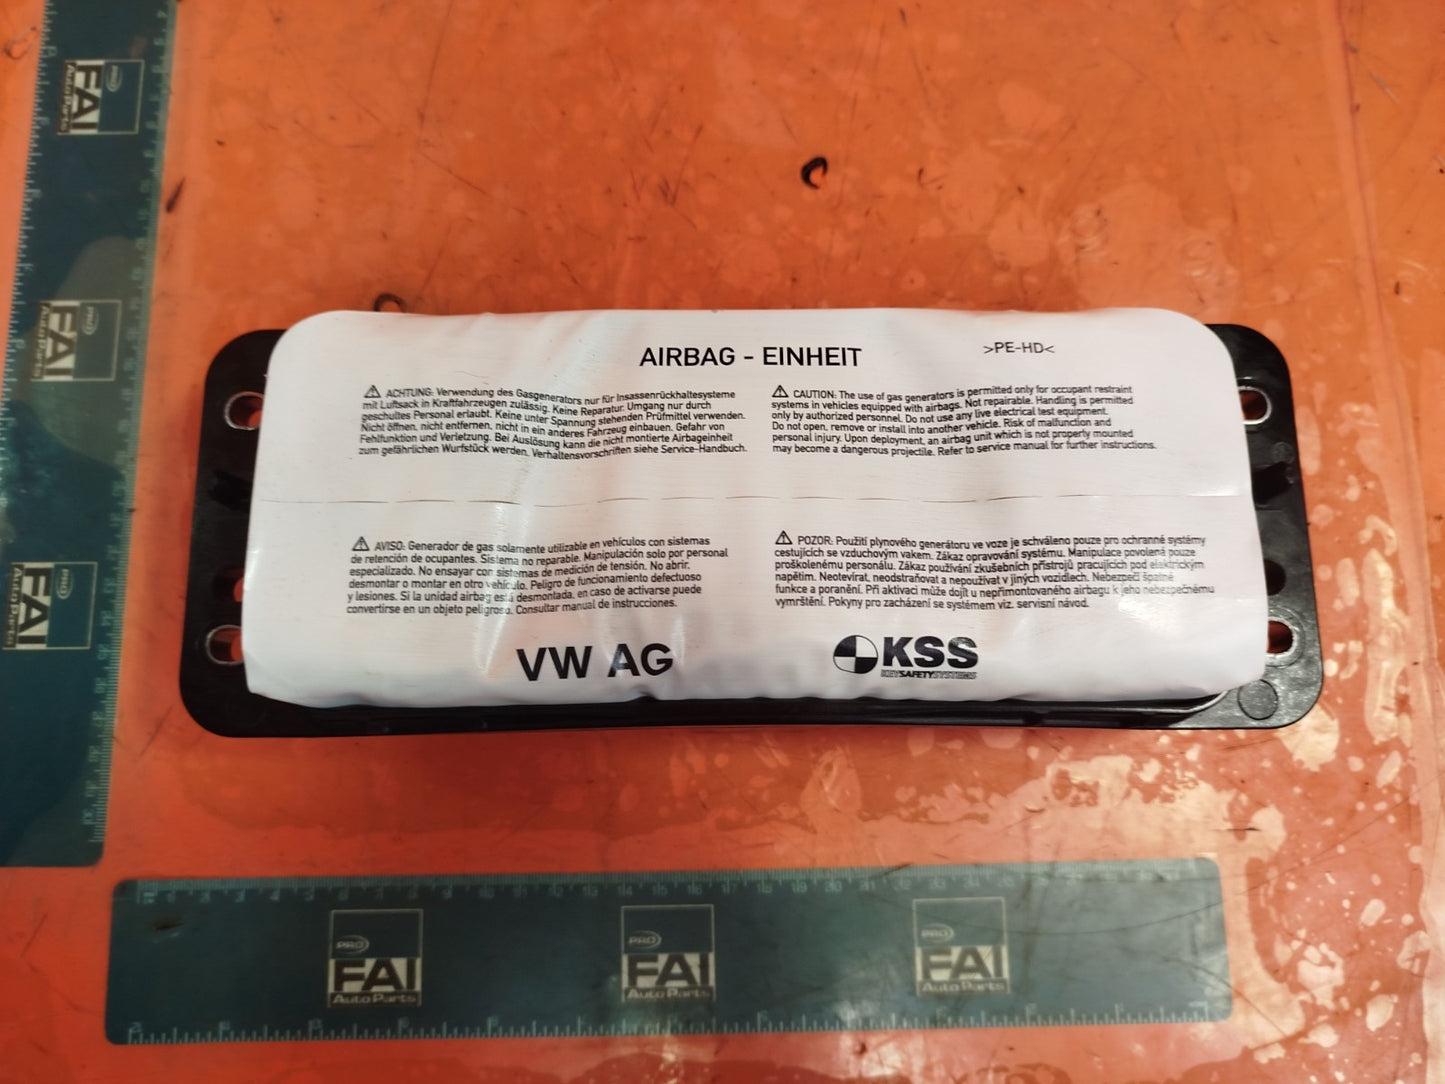 AIRBAG - EINHEIT
>PE-HD<
⚠ ACHTUNG: Verwendung des Gasgenerators nur für Insassenrückhaltesysteme
mit Luftsack in Kraftfahrzeugen zulässig. Keine Reparatur. Umgang nur durch
geschultes Personal erlaubt. Keine unter Spannung stehenden Prüfmittel verwenden.
Nicht öffnen, nicht entfernen, nicht in ein anderes Fahrzeug einbauen. Gefahr von
Fehlfunktion und Verletzung. Bei Auslösung kann die nicht montierte Airbageinheit
zum gefährlichen Wurfstück werden. Verhaltensvorschriften siehe Service-Handbuch.
⚠ CAUTION: The use of gas generators is permitted only for occupant restraint
systems in vehicles equipped with airbags. Not repairable. Handling is permitted
only by authorized personnel. Do not use any live electrical test equipment.
Do not open, remove or install into another vehicle. Risk of malfunction and
personal injury. Upon deployment, an airbag unit which is not properly mounted
may become a dangerous projectile. Refer to service manual for further instructions.
⚠ AVISO: Generador de gas solamente utilizable en vehículos con sistemas
de retención de ocupantes. Sistema no reparable. Manipulación solo por personal
especializado. No ensayar con sistemas de medición de tensión. No abrir,
desmontar o montar en otro vehículo. Peligro de funcionamiento defectuoso
y lesiones. Si la unidad airbag está desmontada, en caso de activarse puede
convertirse en un objeto peligroso. Consultar manual de instrucciones.
⚠ POZOR: Použití plynového generátoru ve voze je schváleno pouze pro ochranné systémy
cestujících se vzduchovým vakem. Zákaz opravování systému. Manipulace povolená pouze
proškolenému personálu. Zákaz používání zkušebních přístrojů pracujících pod elektrickým
napětím. Neotevírat, neodstraňovat a nepoužívat v jiných vozidlech. Nebezpečí špatné
funkce a poranění. Při aktivaci může dojít u nepřimontovaného airbagu k jeho nebezpečnému
vymrštění. Pokyny pro zacházení se systémem viz. servisní návod.
VW AG
KSS
KEYSAFETYSYSTEMS
PRO
FAI
Auto Parts
PRO
FAI
Auto Parts
PRO
FAI
Auto Parts
PRO
FAI
Auto Parts
PRO
FAI
Auto Parts
PRO
FAI
Auto Parts